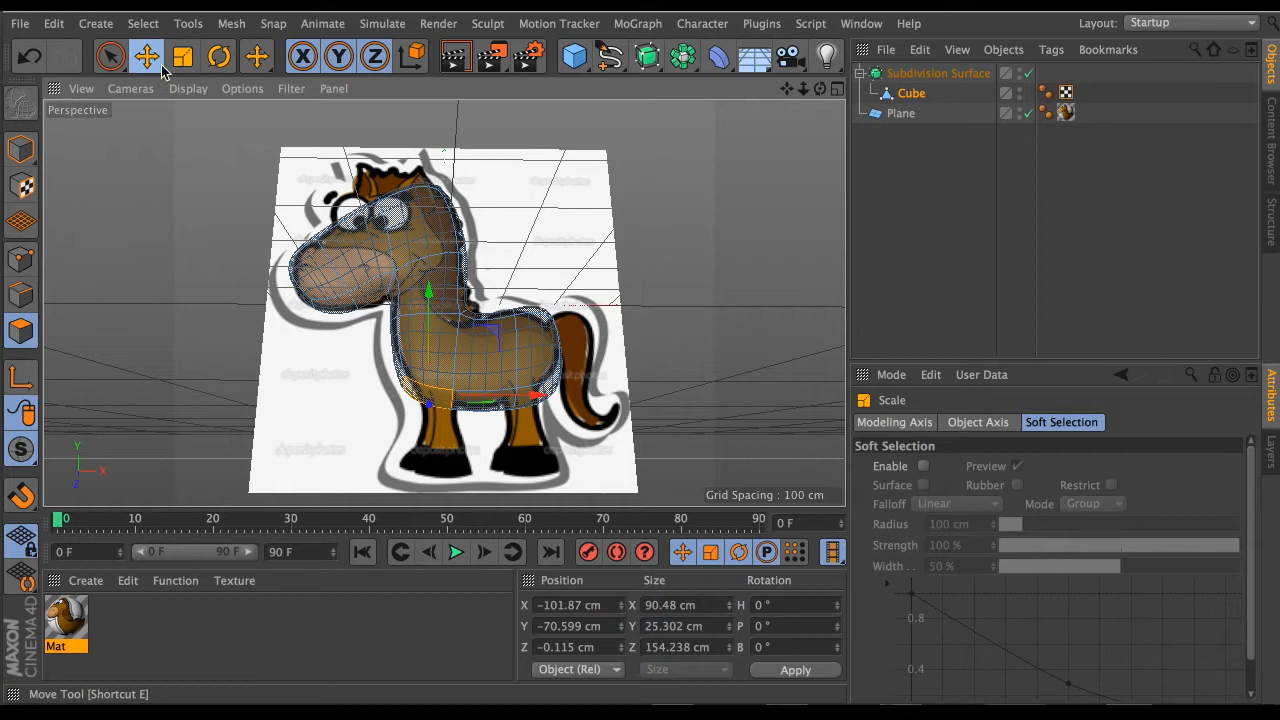 File Edit Create Select Tools Mesh Snap Animate Simulate Render Sculpt Motion Tracker MoGraph Character Plugins Script Window Help Layout: Startup
X Y Z
File Edit View Objects Tags Bookmarks
Objects
Content Browser
Structure
View Cameras Display Options Filter Panel
Perspective
Subdivision Surface
Cube
Plane
depositphotos
Y
X
Z
Grid Spacing : 100 cm
Mode Edit User Data
Attributes
Layers
Scale
Modeling Axis Object Axis Soft Selection
Soft Selection
Enable Preview
Surface Rubber Restrict
Falloff Linear Mode Group
Radius 100 cm
Strength 100 %
Width . . 50 %
0.8
0.4
0 10 20 30 40 50 60 70 80 90 0 F
0 F 0 F 90 F 90 F
P
Create Edit Function Texture
Mat
Position Size Rotation
X -101.87 cm X 90.48 cm H 0 °
Y -70.599 cm Y 25.302 cm P 0 °
Z -0.115 cm Z 154.238 cm B 0 °
Object (Rel) Size Apply
MAXON
CINEMA4D
S
Move Tool [Shortcut E]